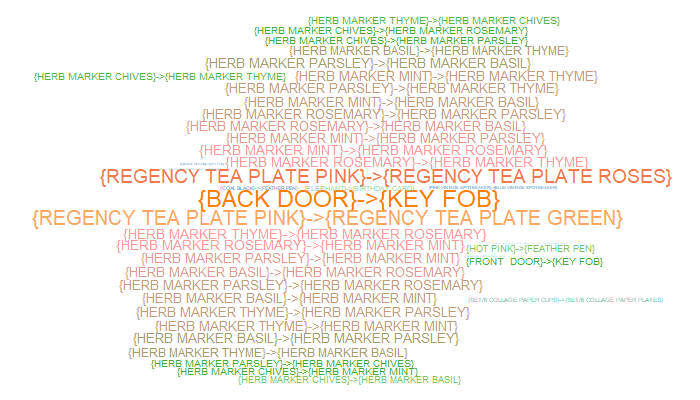 {HERB MARKER THYME}->{HERB MARKER CHIVES}
{HERB MARKER CHIVES}->{HERB MARKER ROSEMARY}
{HERB MARKER CHIVES}->{HERB MARKER PARSLEY}
{HERB MARKER BASIL}->{HERB MARKER THYME}
{HERB MARKER PARSLEY}->{HERB MARKER BASIL}
{HERB MARKER CHIVES}->{HERB MARKER THYME}
{HERB MARKER MINT}->{HERB MARKER THYME}
{HERB MARKER PARSLEY}->{HERB MARKER THYME}
{HERB MARKER MINT}->{HERB MARKER BASIL}
{HERB MARKER ROSEMARY}->{HERB MARKER PARSLEY}
{HERB MARKER ROSEMARY}->{HERB MARKER BASIL}
{HERB MARKER MINT}->{HERB MARKER PARSLEY}
{HERB MARKER MINT}->{HERB MARKER ROSEMARY}
{HERB MARKER ROSEMARY}->{HERB MARKER THYME}
{REGENCY TEA PLATE PINK}->{REGENCY TEA PLATE ROSES}
{COAL BLACK}->{FEATHER PEN}
{ELEPHANT}->{BIRTHDAY CARD}
{BACK DOOR}->{KEY FOB}
{REGENCY TEA PLATE PINK}->{REGENCY TEA PLATE GREEN}
{HERB MARKER THYME}->{HERB MARKER ROSEMARY}
{HERB MARKER ROSEMARY}->{HERB MARKER MINT}
{HOT PINK}->{FEATHER PEN}
{HERB MARKER PARSLEY}->{HERB MARKER MINT}
{FRONT  DOOR}->{KEY FOB}
{HERB MARKER BASIL}->{HERB MARKER ROSEMARY}
{HERB MARKER PARSLEY}->{HERB MARKER ROSEMARY}
{HERB MARKER BASIL}->{HERB MARKER MINT}
{SET/6 COLLAGE PAPER CUPS}->{SET/6 COLLAGE PAPER PLATES}
{HERB MARKER THYME}->{HERB MARKER PARSLEY}
{HERB MARKER THYME}->{HERB MARKER MINT}
{HERB MARKER BASIL}->{HERB MARKER PARSLEY}
{HERB MARKER THYME}->{HERB MARKER BASIL}
{HERB MARKER PARSLEY}->{HERB MARKER CHIVES}
{HERB MARKER CHIVES}->{HERB MARKER MINT}
{HERB MARKER CHIVES}->{HERB MARKER BASIL}